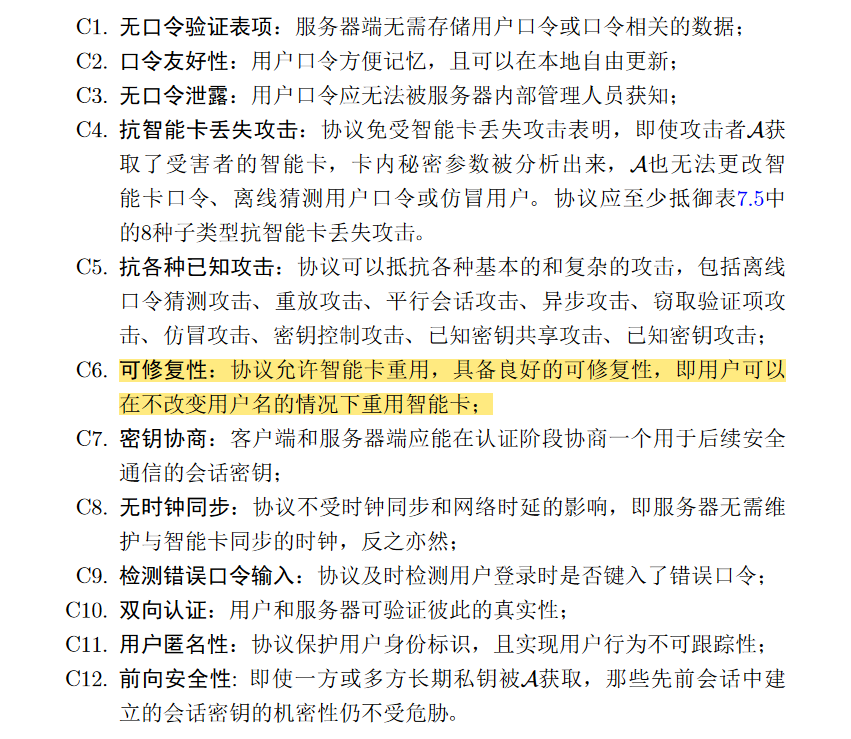 C1. 无口令验证表项：服务器端无需存储用户口令或口令相关的数据；
C2. 口令友好性：用户口令方便记忆，且可以在本地自由更新；
C3. 无口令泄露：用户口令应无法被服务器内部管理人员获知；
C4. 抗智能卡丢失攻击：协议免受智能卡丢失攻击表明，即使攻击者𝒜获
取了受害者的智能卡，卡内秘密参数被分析出来，𝒜也无法更改智
能卡口令、离线猜测用户口令或仿冒用户。协议应至少抵御表7.5中
的8种子类型抗智能卡丢失攻击。
C5. 抗各种已知攻击：协议可以抵抗各种基本的和复杂的攻击，包括离线
口令猜测攻击、重放攻击、平行会话攻击、异步攻击、窃取验证项攻
击、仿冒攻击、密钥控制攻击、已知密钥共享攻击、已知密钥攻击；
C6. 可修复性：协议允许智能卡重用，具备良好的可修复性，即用户可以
在不改变用户名的情况下重用智能卡；
C7. 密钥协商：客户端和服务器端应能在认证阶段协商一个用于后续安全
通信的会话密钥；
C8. 无时钟同步：协议不受时钟同步和网络时延的影响，即服务器无需维
护与智能卡同步的时钟，反之亦然；
C9. 检测错误口令输入：协议及时检测用户登录时是否键入了错误口令；
C10. 双向认证：用户和服务器可验证彼此的真实性；
C11. 用户匿名性：协议保护用户身份标识，且实现用户行为不可跟踪性；
C12. 前向安全性: 即使一方或多方长期私钥被𝒜获取，那些先前会话中建
立的会话密钥的机密性仍不受危胁。